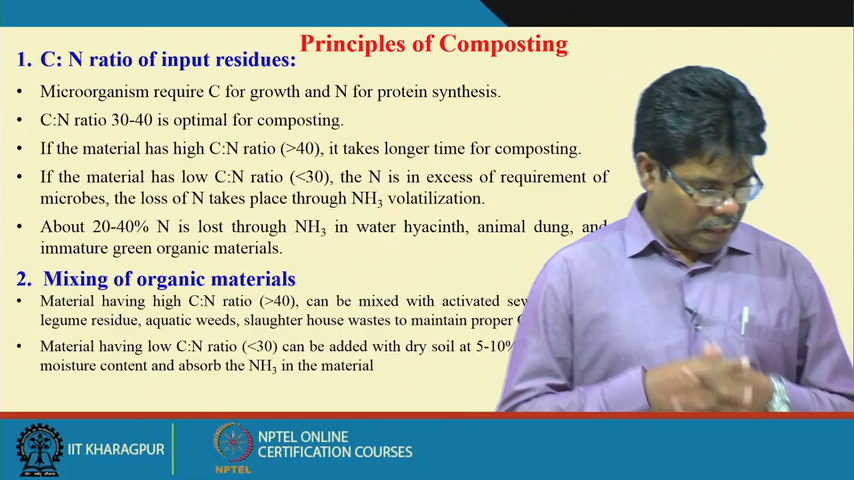 Principles of Composting
1. C: N ratio of input residues:
• Microorganism require C for growth and N for protein synthesis.
• C:N ratio 30-40 is optimal for composting.
• If the material has high C:N ratio (>40), it takes longer time for composting.
• If the material has low C:N ratio (<30), the N is in excess of requirement of
microbes, the loss of N takes place through NH3 volatilization.
• About 20-40% N is lost through NH3 in water hyacinth, animal dung, and
immature green organic materials.
2. Mixing of organic materials
• Material having high C:N ratio (>40), can be mixed with activated
legume residue, aquatic weeds, slaughter house wastes to maintain proper
• Material having low C:N ratio (<30) can be added with dry soil at 5-10%
moisture content and absorb the NH3 in the material
IIT KHARAGPUR
NPTEL ONLINE
CERTIFICATION COURSES
NPTEL